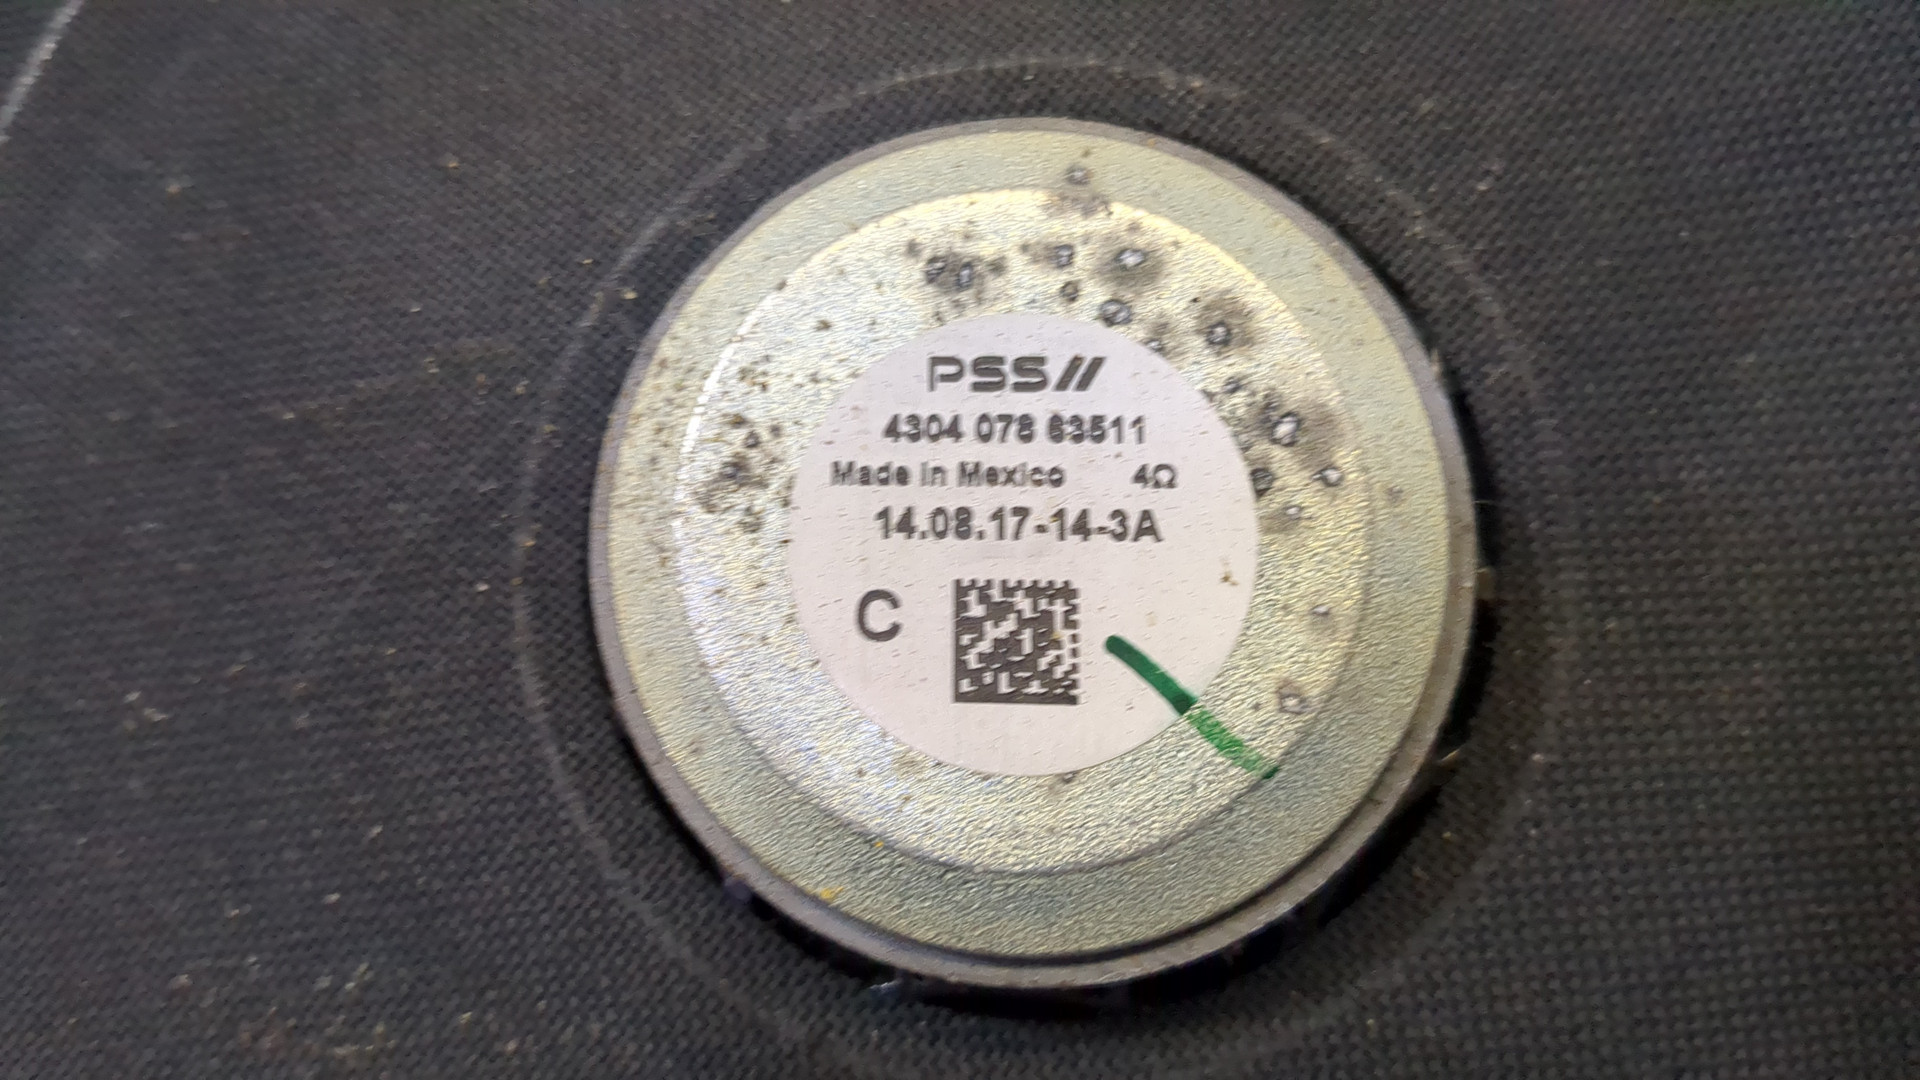 PSS//
4304 078 63511
Made in Mexico 4Ω
14.08.17-14-3A
C